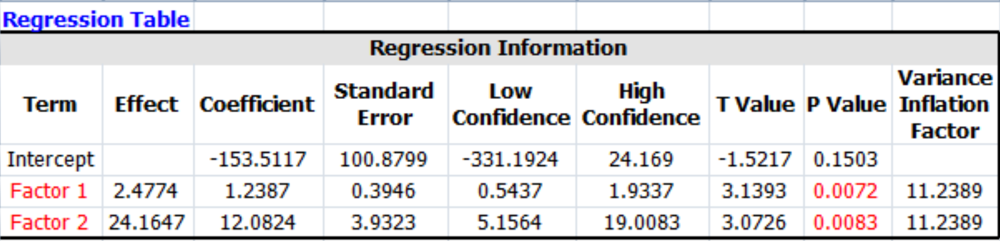 Regression Table
Regression Information
Term Effect Coefficient Standard Error Low Confidence High Confidence T Value P Value Variance Inflation Factor
Intercept -153.5117 100.8799 -331.1924 24.169 -1.5217 0.1503
Factor 1 2.4774 1.2387 0.3946 0.5437 1.9337 3.1393 0.0072 11.2389
Factor 2 24.1647 12.0824 3.9323 5.1564 19.0083 3.0726 0.0083 11.2389